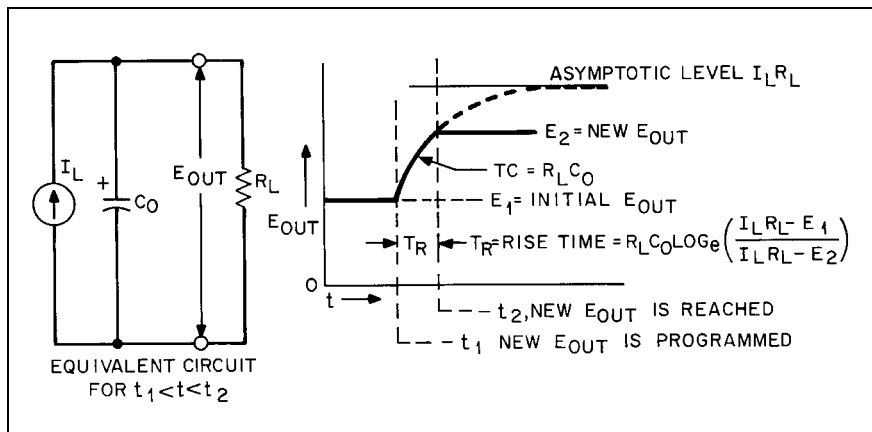 ASYMPTOTIC LEVEL ILRL
E2 = NEW EOUT
TC = RLCO
E1 = INITIAL EOUT
IL
+
CO
EOUT
RL
EOUT
TR
TR=RISE TIME = RLCO LOGe (ILRL - E1 / ILRL - E2)
0
t
t2, NEW EOUT IS REACHED
t1 NEW EOUT IS PROGRAMMED
EQUIVALENT CIRCUIT
FOR t1<t<t2